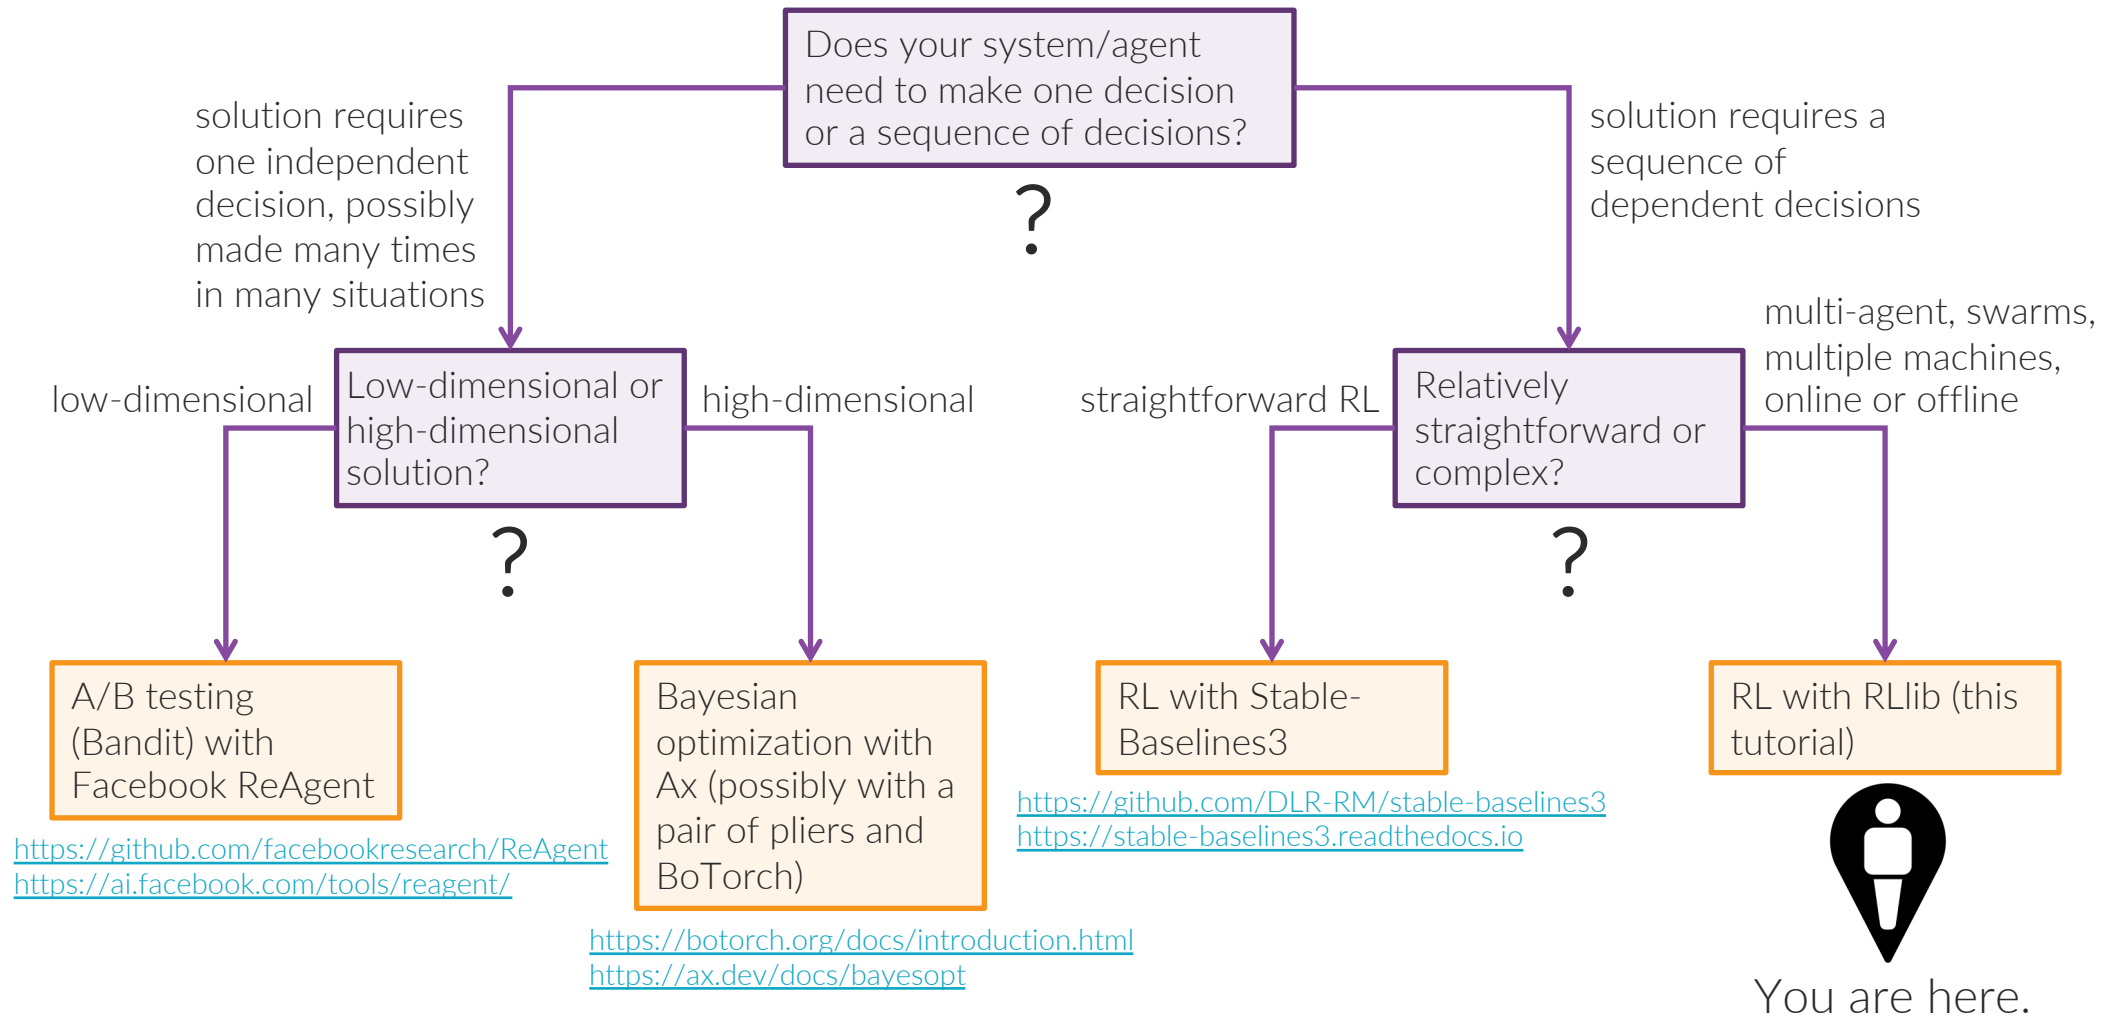 Does your system/agent
need to make one decision
or a sequence of decisions?
?
solution requires
one independent
decision, possibly
made many times
in many situations
solution requires a
sequence of
dependent decisions
low-dimensional
Low-dimensional or
high-dimensional
solution?
?
high-dimensional
straightforward RL
Relatively
straightforward or
complex?
?
multi-agent, swarms,
multiple machines,
online or offline
A/B testing
(Bandit) with
Facebook ReAgent
https://github.com/facebookresearch/ReAgent
https://ai.facebook.com/tools/reagent/
Bayesian
optimization with
Ax (possibly with a
pair of pliers and
BoTorch)
https://botorch.org/docs/introduction.html
https://ax.dev/docs/bayesopt
RL with Stable-
Baselines3
https://github.com/DLR-RM/stable-baselines3
https://stable-baselines3.readthedocs.io
RL with RLlib (this
tutorial)
You are here.